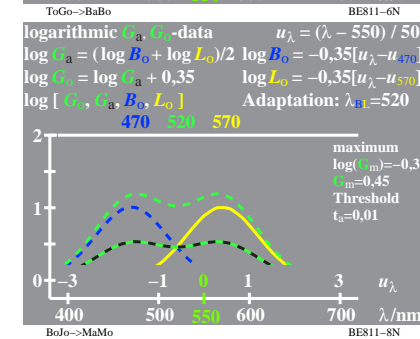 ToGo−>BaBo BE811−6N
logarithmic Ga, Go-data uλ = (λ − 550) / 50
log Ga = (log Bo + log Lo)/2 log Bo = −0,35[uλ−u470]
log Go = log Ga + 0,35 log Lo = −0,35[uλ−u570]
log [ Go, Ga, Bo, Lo ] Adaptation: λBL=520
470 520 570
2
maximum
log(Gm)=−0,3
Gm=0,45
Threshold
ta=0,01
1
0 −3 −1 0 1 3 uλ
400 500 550 600 700 λ/nm
BoJo−>MaMo BE811−8N